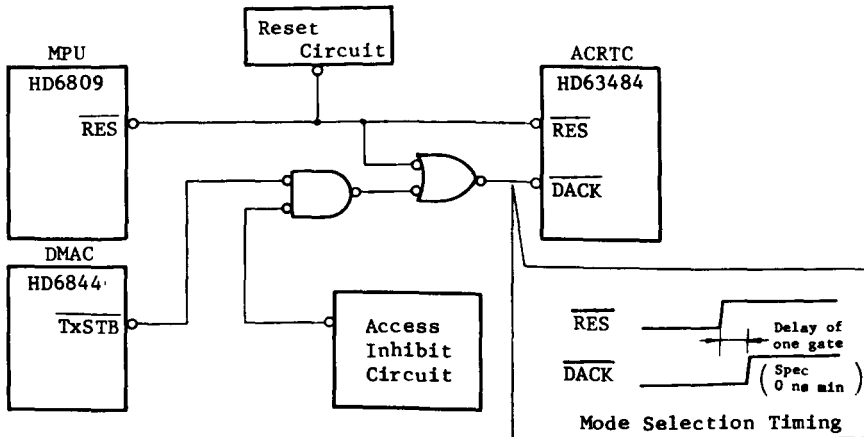 Reset
Circuit
MPU
HD6809
RES
ACRTC
HD63484
RES
DACK
DMAC
HD6844
TxSTB
Access
Inhibit
Circuit
RES
Delay of
one gate
DACK
( Spec
0 ns min )
Mode Selection Timing